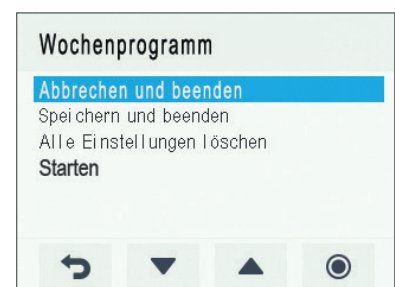 Wochenprogramm
Abbrechen und beenden
Speichern und beenden
Alle Einstellungen löschen
Starten